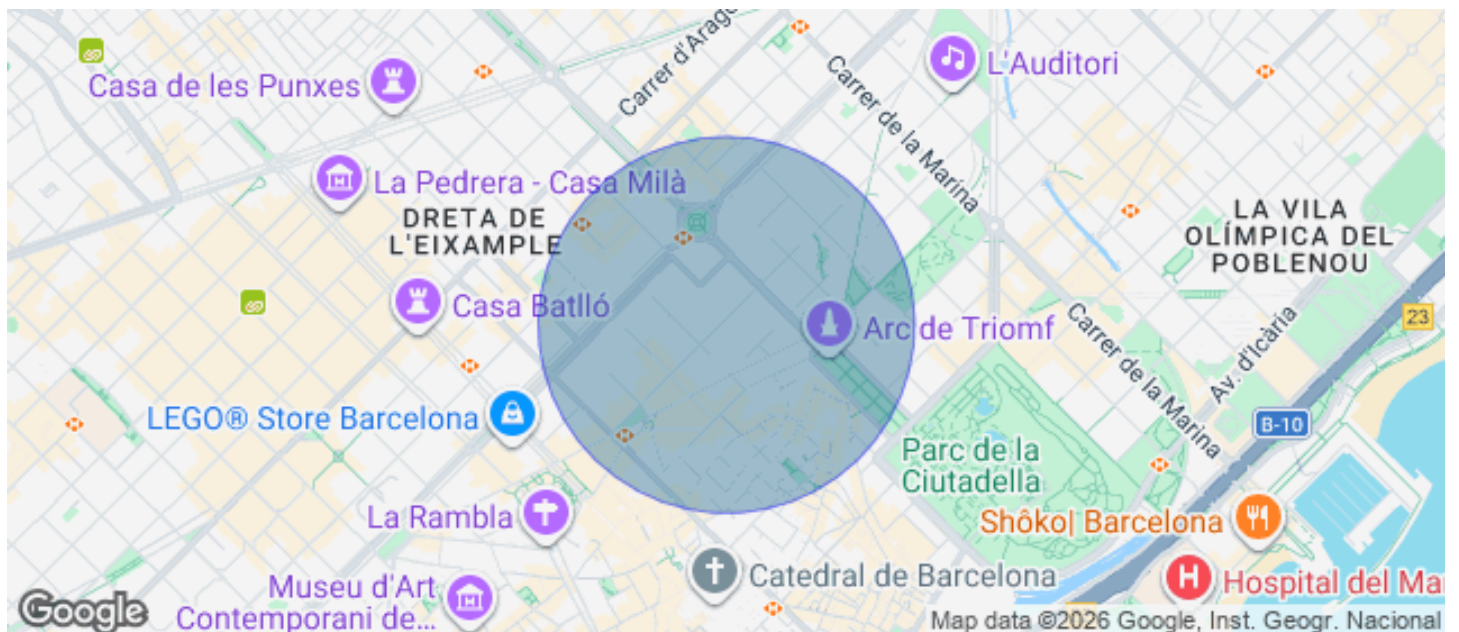 Carrer d'Arago
L'Auditori
Casa de les Punxes
Carrer de la Marina
La Pedrera - Casa Milà
DRETA DE
L'EIXAMPLE
LA VILA
OLÍMPICA DEL
POBLENOU
Casa Batlló
Arc de Triomf
23
Carrer de la Marina
Av. d'Icària
LEGO® Store Barcelona
B-10
Parc de la
Ciutadella
La Rambla
Shôko| Barcelona
Catedral de Barcelona
Hospital del Mar
Museu d'Art
Contemporani de...
Google
Map data ©2026 Google, Inst. Geogr. Nacional